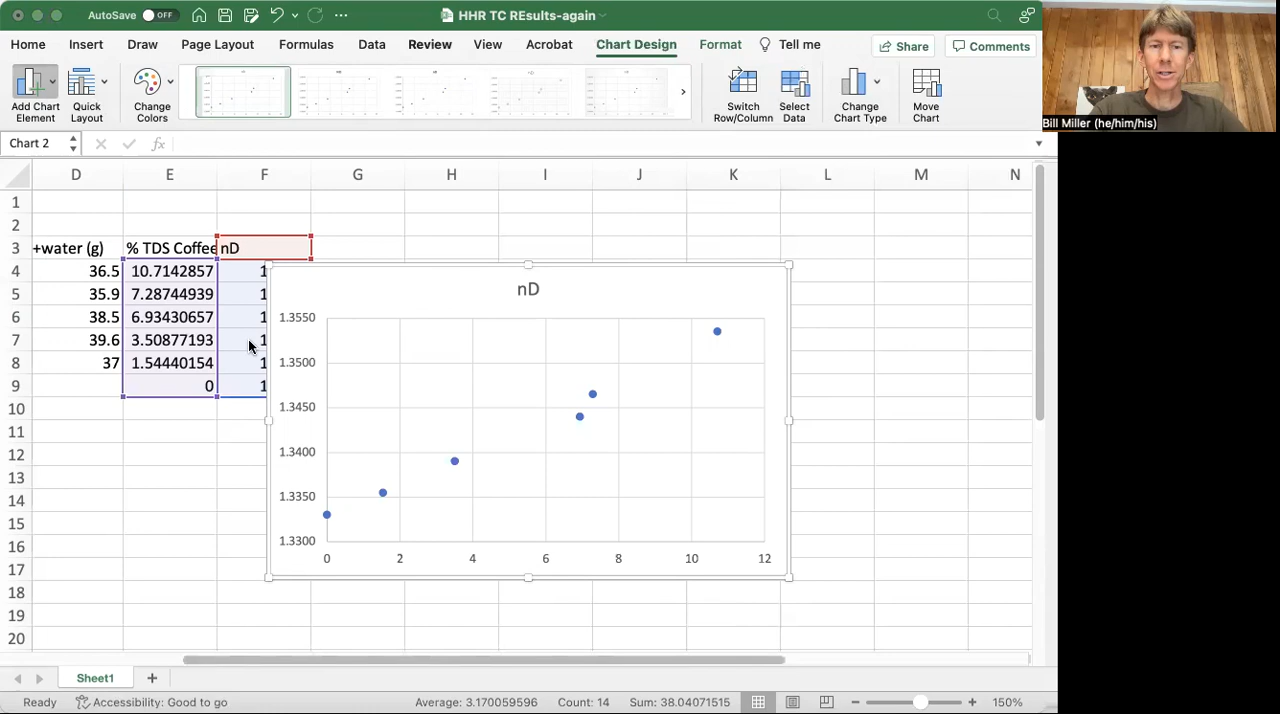 AutoSave OFF HHR TC REsults-again
Home Insert Draw Page Layout Formulas Data Review View Acrobat Chart Design Format Tell me Share Comments
Add Chart Element Quick Layout Change Colors Switch Row/Column Select Data Change Chart Type Move Chart
Bill Miller (he/him/his)
Chart 2 fx
D E F G H I J K L M N
1
2
3 +water (g) % TDS Coffee nD
4 36.5 10.7142857 1
5 35.9 7.28744939 1
6 38.5 6.93430657 1
7 39.6 3.50877193 1
8 37 1.54440154 1
9 0 1
10
11
12
13
14
15
16
17
18
19
20
nD
1.3550
1.3500
1.3450
1.3400
1.3350
1.3300
0 2 4 6 8 10 12
Sheet1 +
Ready Accessibility: Good to go Average: 3.170059596 Count: 14 Sum: 38.04071515 150%